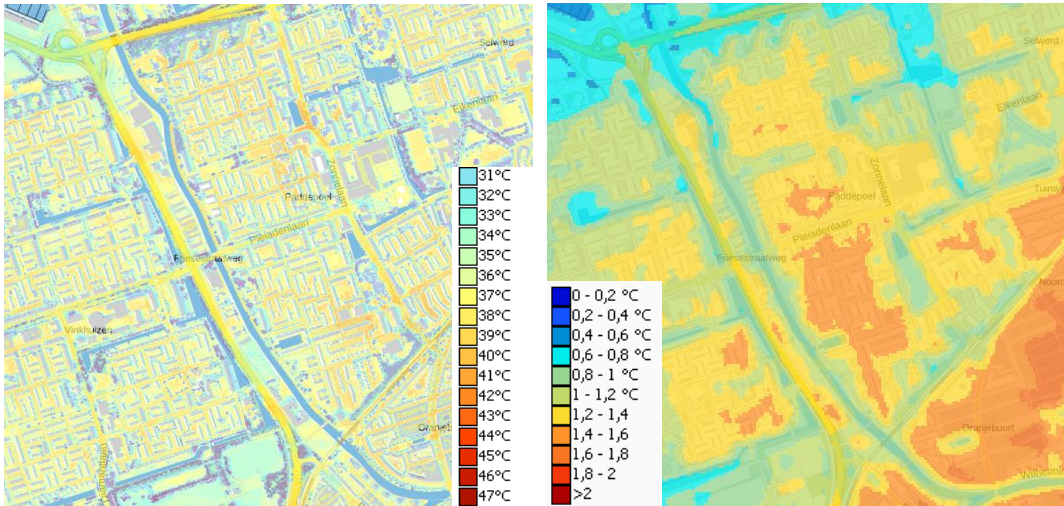 Selwerd
Eikenlaan
Zonnelaan
Paddepoel
Pleiadenlaan
Friesestraatweg
Vinkhuizen
Diamantlaan
31°C
32°C
33°C
34°C
35°C
36°C
37°C
38°C
39°C
40°C
41°C
42°C
43°C
44°C
45°C
46°C
47°C
Selwerd
Eikenlaan
Zonnelaan
Tuinw
Paddepoel
Pleiadenlaan
Friesestraatweg
Noord
Oranjebuurt
Wilhelmin
0 - 0,2 °C
0,2 - 0,4 °C
0,4 - 0,6 °C
0,6 - 0,8 °C
0,8 - 1 °C
1 - 1,2 °C
1,2 - 1,4
1,4 - 1,6
1,6 - 1,8
1,8 - 2
>2